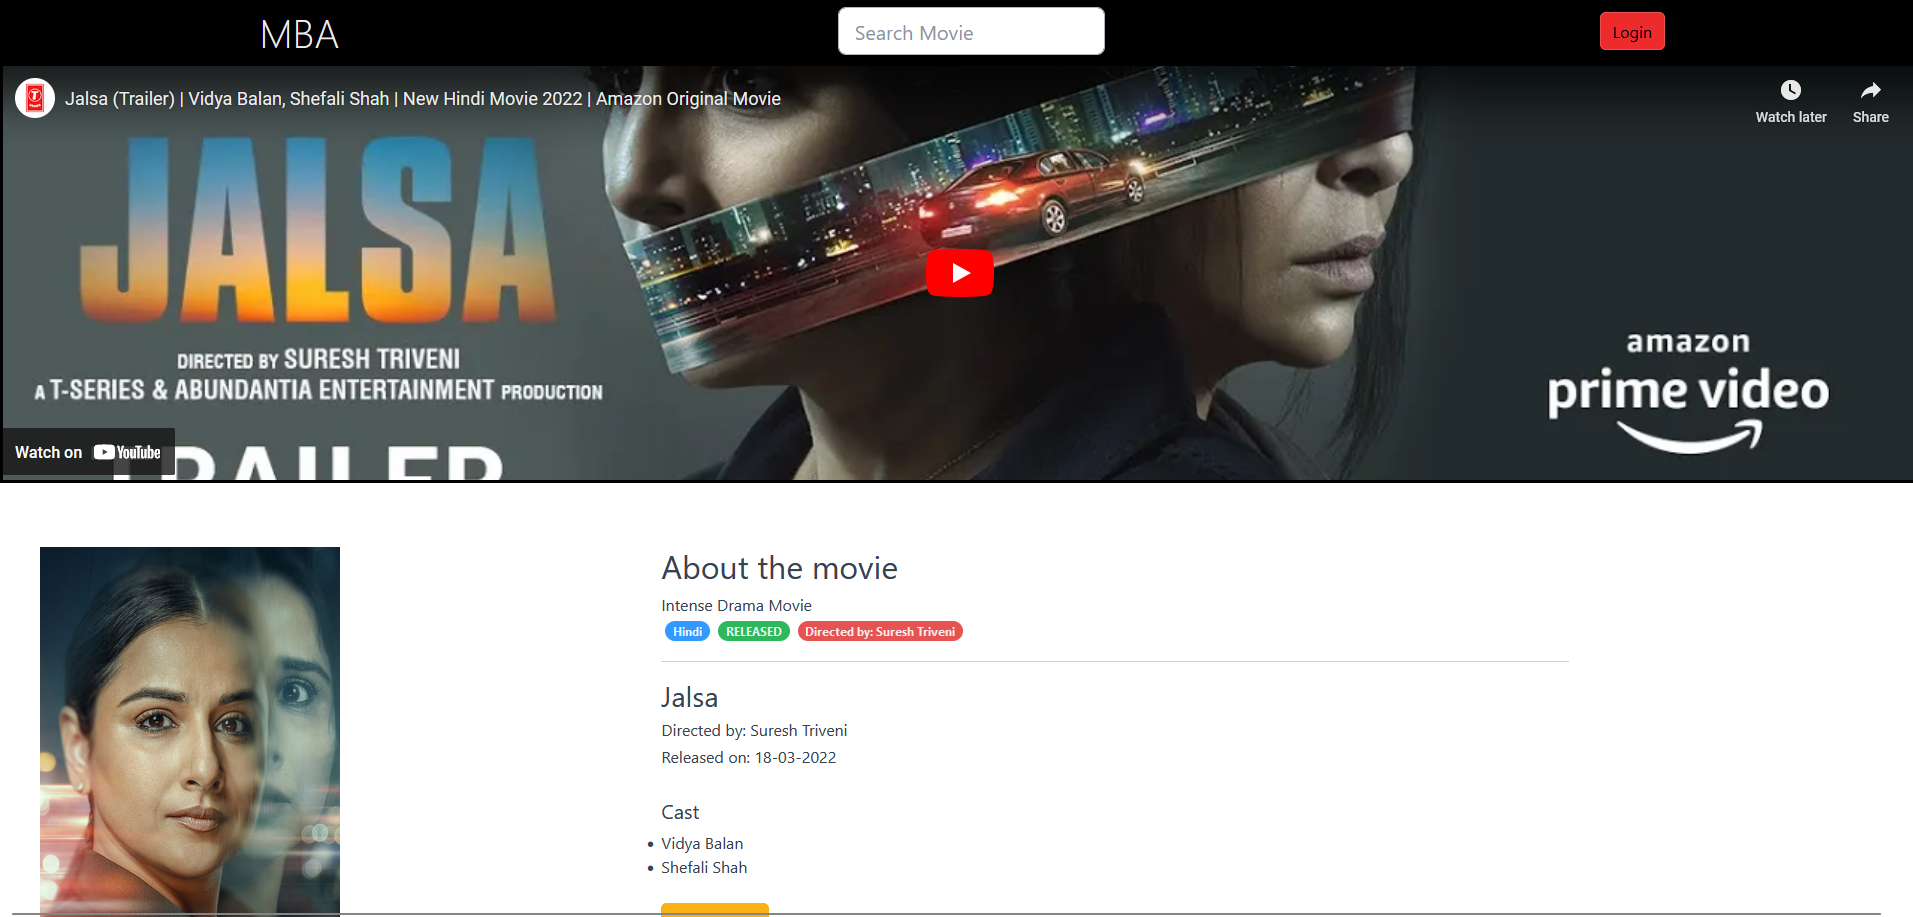 MBA
Search Movie
Login
Jalsa (Trailer) | Vidya Balan, Shefali Shah | New Hindi Movie 2022 | Amazon Original Movie
Watch later
Share
JALSA
DIRECTED BY SURESH TRIVENI
A T-SERIES & ABUNDANTIA ENTERTAINMENT PRODUCTION
amazon
prime video
Watch on YouTube
TRAILER
About the movie
Intense Drama Movie
Hindi RELEASED Directed by: Suresh Triveni
Jalsa
Directed by: Suresh Triveni
Released on: 18-03-2022
Cast
Vidya Balan
Shefali Shah